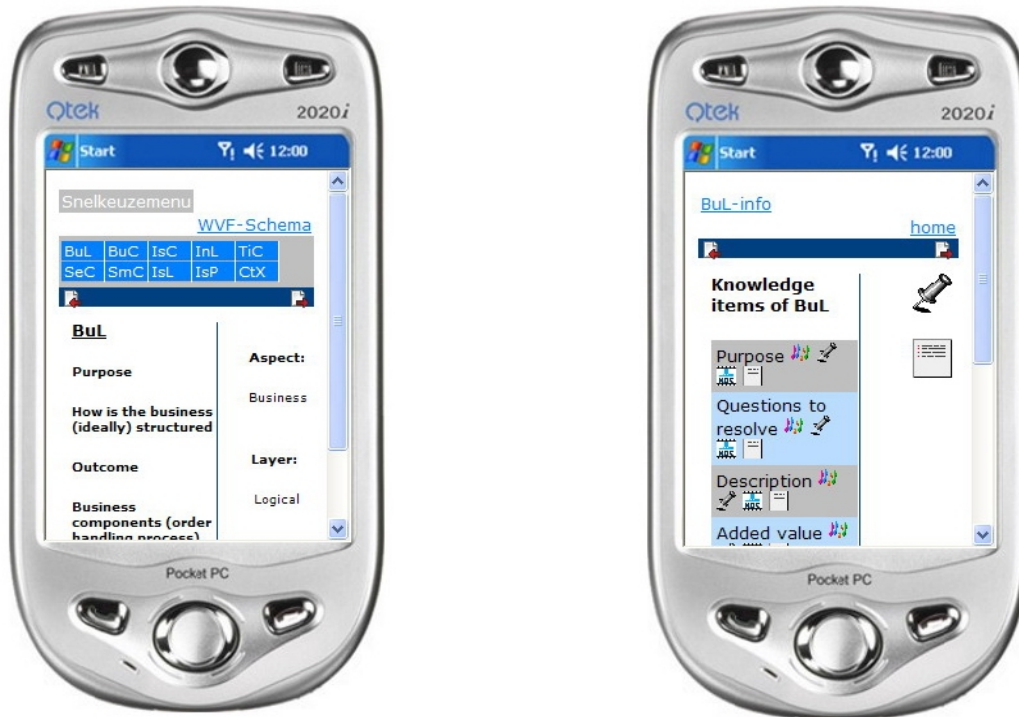 Qtek
2020i
Start
12:00
Snelkeuzemenu
WVF-Schema
BuL BuC IsC InL TiC
SeC SmC IsL IsP CtX
BuL
Purpose
How is the business
(ideally) structured
Outcome
Business
components (order
handling process)
Aspect:
Business
Layer:
Logical
Pocket PC
Qtek
2020i
Start
12:00
BuL-info
home
Knowledge
items of BuL
Purpose
Questions to
resolve
Description
Added value
Pocket PC